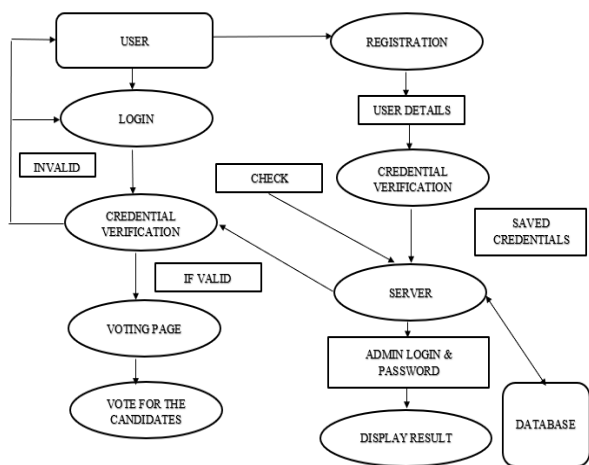 USER
REGISTRATION
USER DETAILS
LOGIN
INVALID
CHECK
CREDENTIAL
VERIFICATION
CREDENTIAL
VERIFICATION
SAVED
CREDENTIALS
IF VALID
SERVER
VOTING PAGE
ADMIN LOGIN &
PASSWORD
VOTE FOR THE
CANDIDATES
DISPLAY RESULT
DATABASE